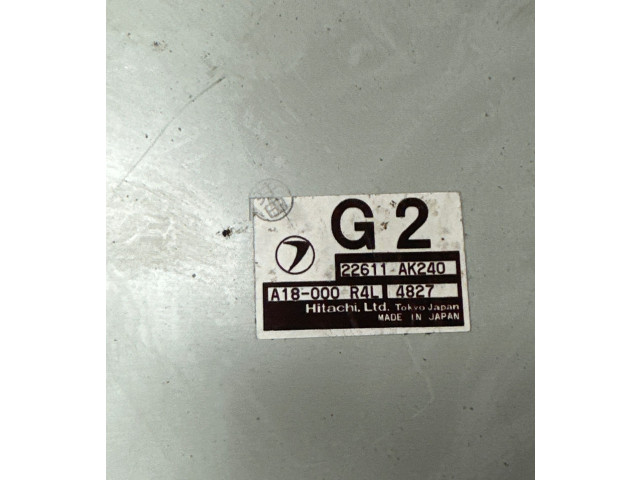 G2
22611 AK240
A18-000 R4L 4827
Hitachi, Ltd. Tokyo Japan
MADE IN JAPAN